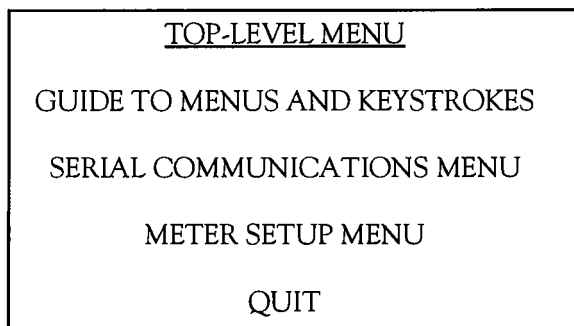 TOP-LEVEL MENU
GUIDE TO MENUS AND KEYSTROKES
SERIAL COMMUNICATIONS MENU
METER SETUP MENU
QUIT